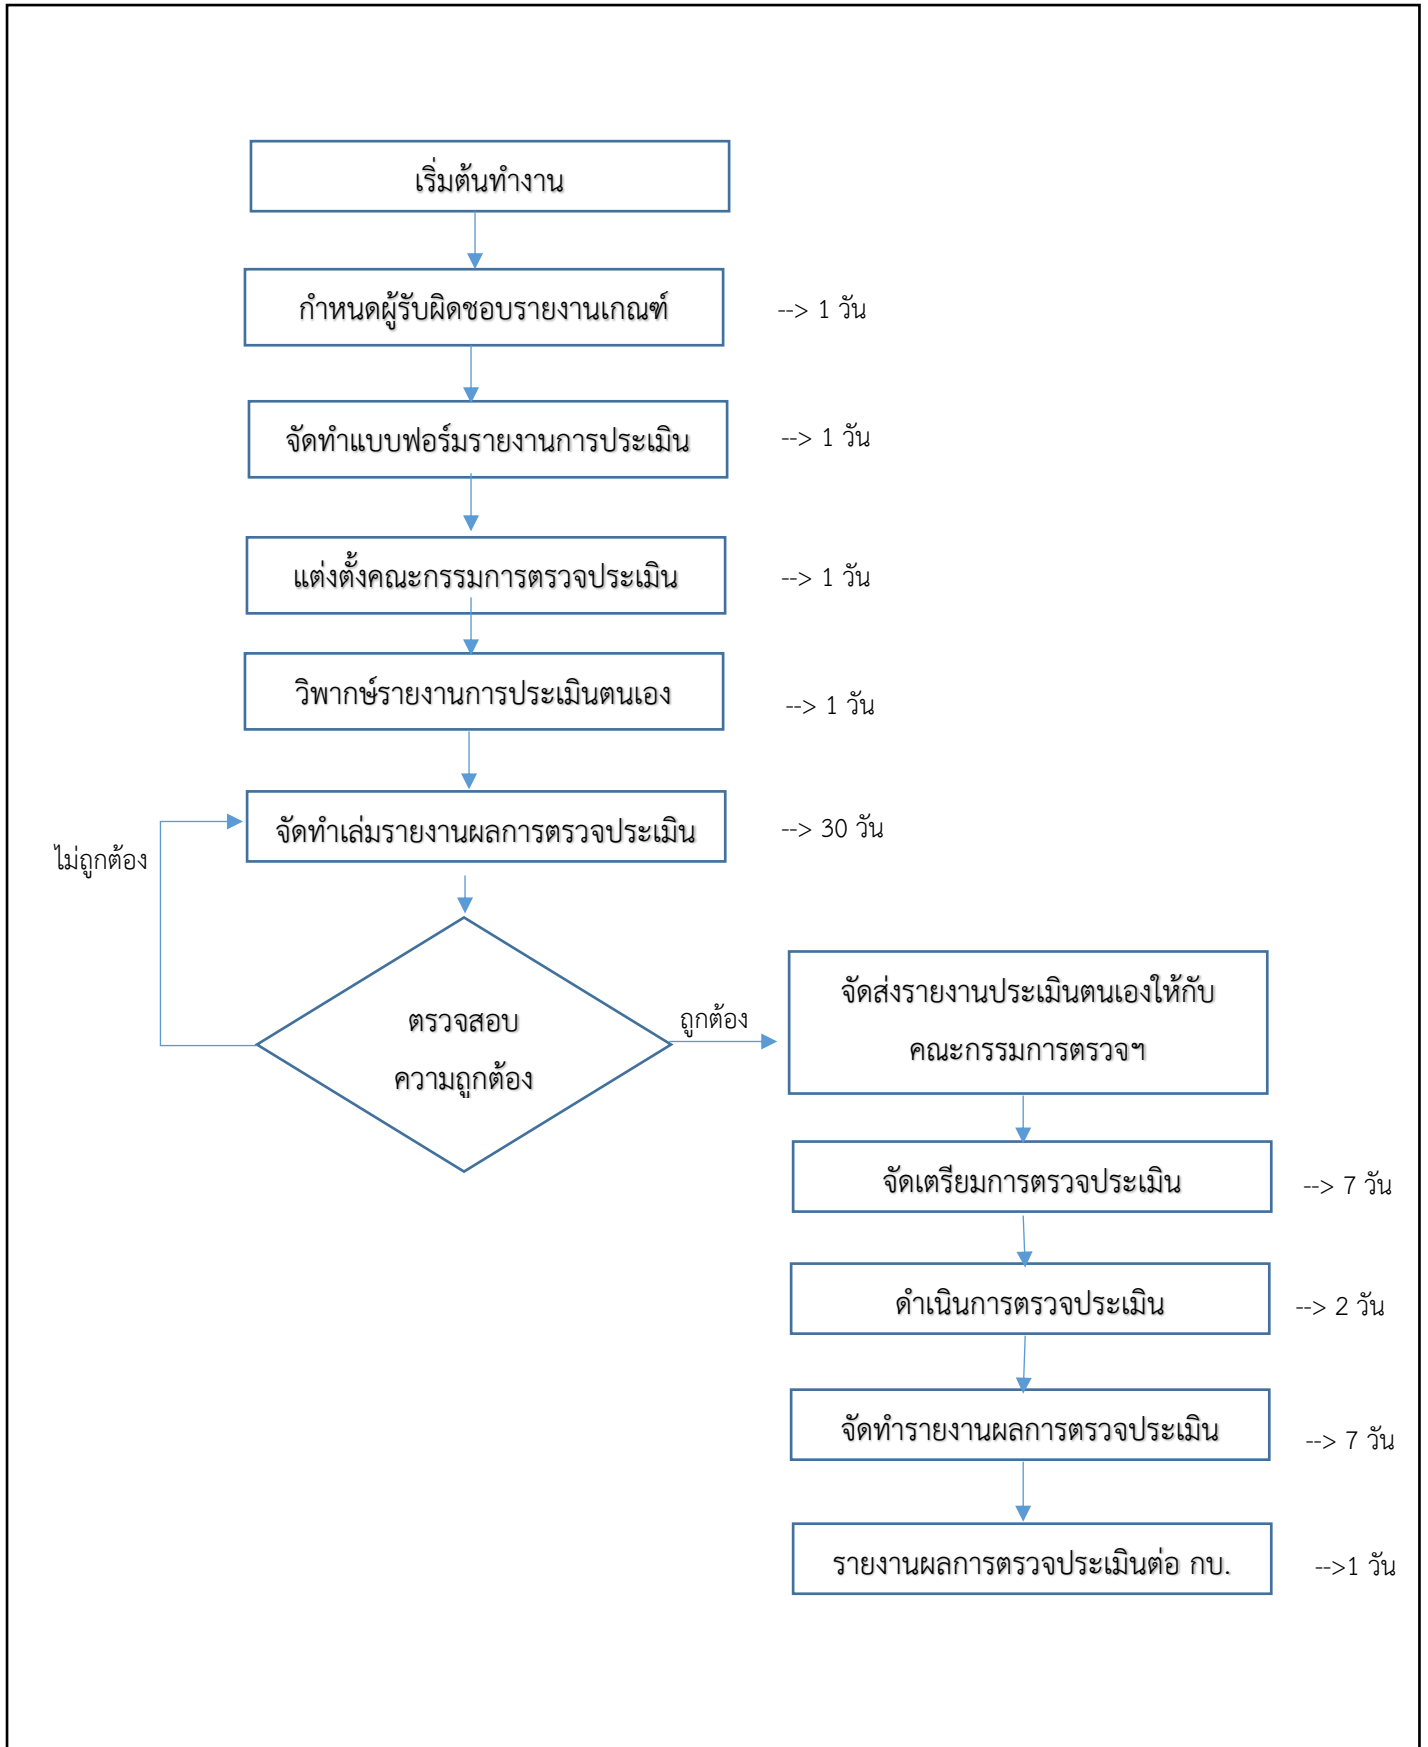 เริ่มต้นทำงาน
กำหนดผู้รับผิดชอบรายงานเกณฑ์
--> 1 วัน
จัดทำแบบฟอร์มรายงานการประเมิน
--> 1 วัน
แต่งตั้งคณะกรรมการตรวจประเมิน
--> 1 วัน
วิพากษ์รายงานการประเมินตนเอง
--> 1 วัน
จัดทำเล่มรายงานผลการตรวจประเมิน
--> 30 วัน
ไม่ถูกต้อง
ตรวจสอบ
ความถูกต้อง
ถูกต้อง
จัดส่งรายงานประเมินตนเองให้กับ
คณะกรรมการตรวจฯ
จัดเตรียมการตรวจประเมิน
--> 7 วัน
ดำเนินการตรวจประเมิน
--> 2 วัน
จัดทำรายงานผลการตรวจประเมิน
--> 7 วัน
รายงานผลการตรวจประเมินต่อ กบ.
-->1 วัน